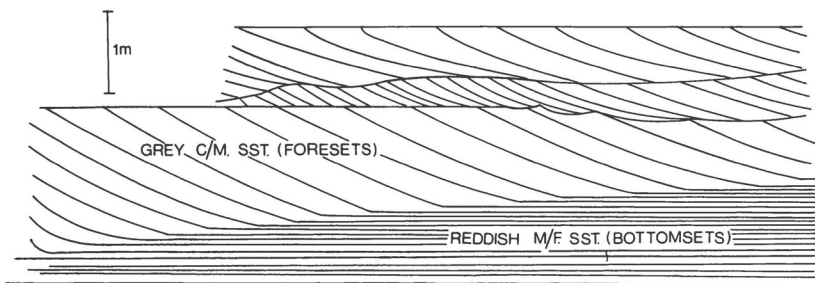 1m
GREY C/M. SST. (FORESETS)
REDDISH M/F. SST. (BOTTOMSETS)